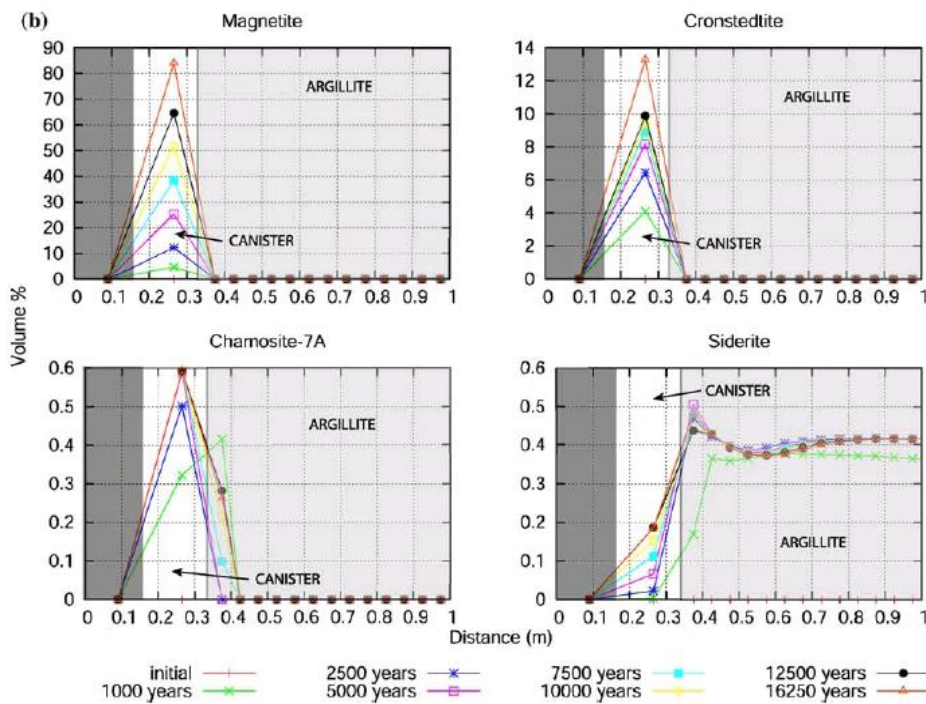 (b)
Magnetite
Cronstedtite
90
80
70
60
50
40
30
20
10
0
ARGILLITE
CANISTER
0 0.1 0.2 0.3 0.4 0.5 0.6 0.7 0.8 0.9 1
14
12
10
8
6
4
2
0
ARGILLITE
CANISTER
0 0.1 0.2 0.3 0.4 0.5 0.6 0.7 0.8 0.9 1
Volume %
Chamosite-7A
Siderite
0.6
0.5
0.4
0.3
0.2
0.1
0
ARGILLITE
CANISTER
0 0.1 0.2 0.3 0.4 0.5 0.6 0.7 0.8 0.9 1
0.6
0.5
0.4
0.3
0.2
0.1
0
CANISTER
ARGILLITE
0 0.1 0.2 0.3 0.4 0.5 0.6 0.7 0.8 0.9 1
Distance (m)
initial 2500 years 7500 years 12500 years
1000 years 5000 years 10000 years 16250 years